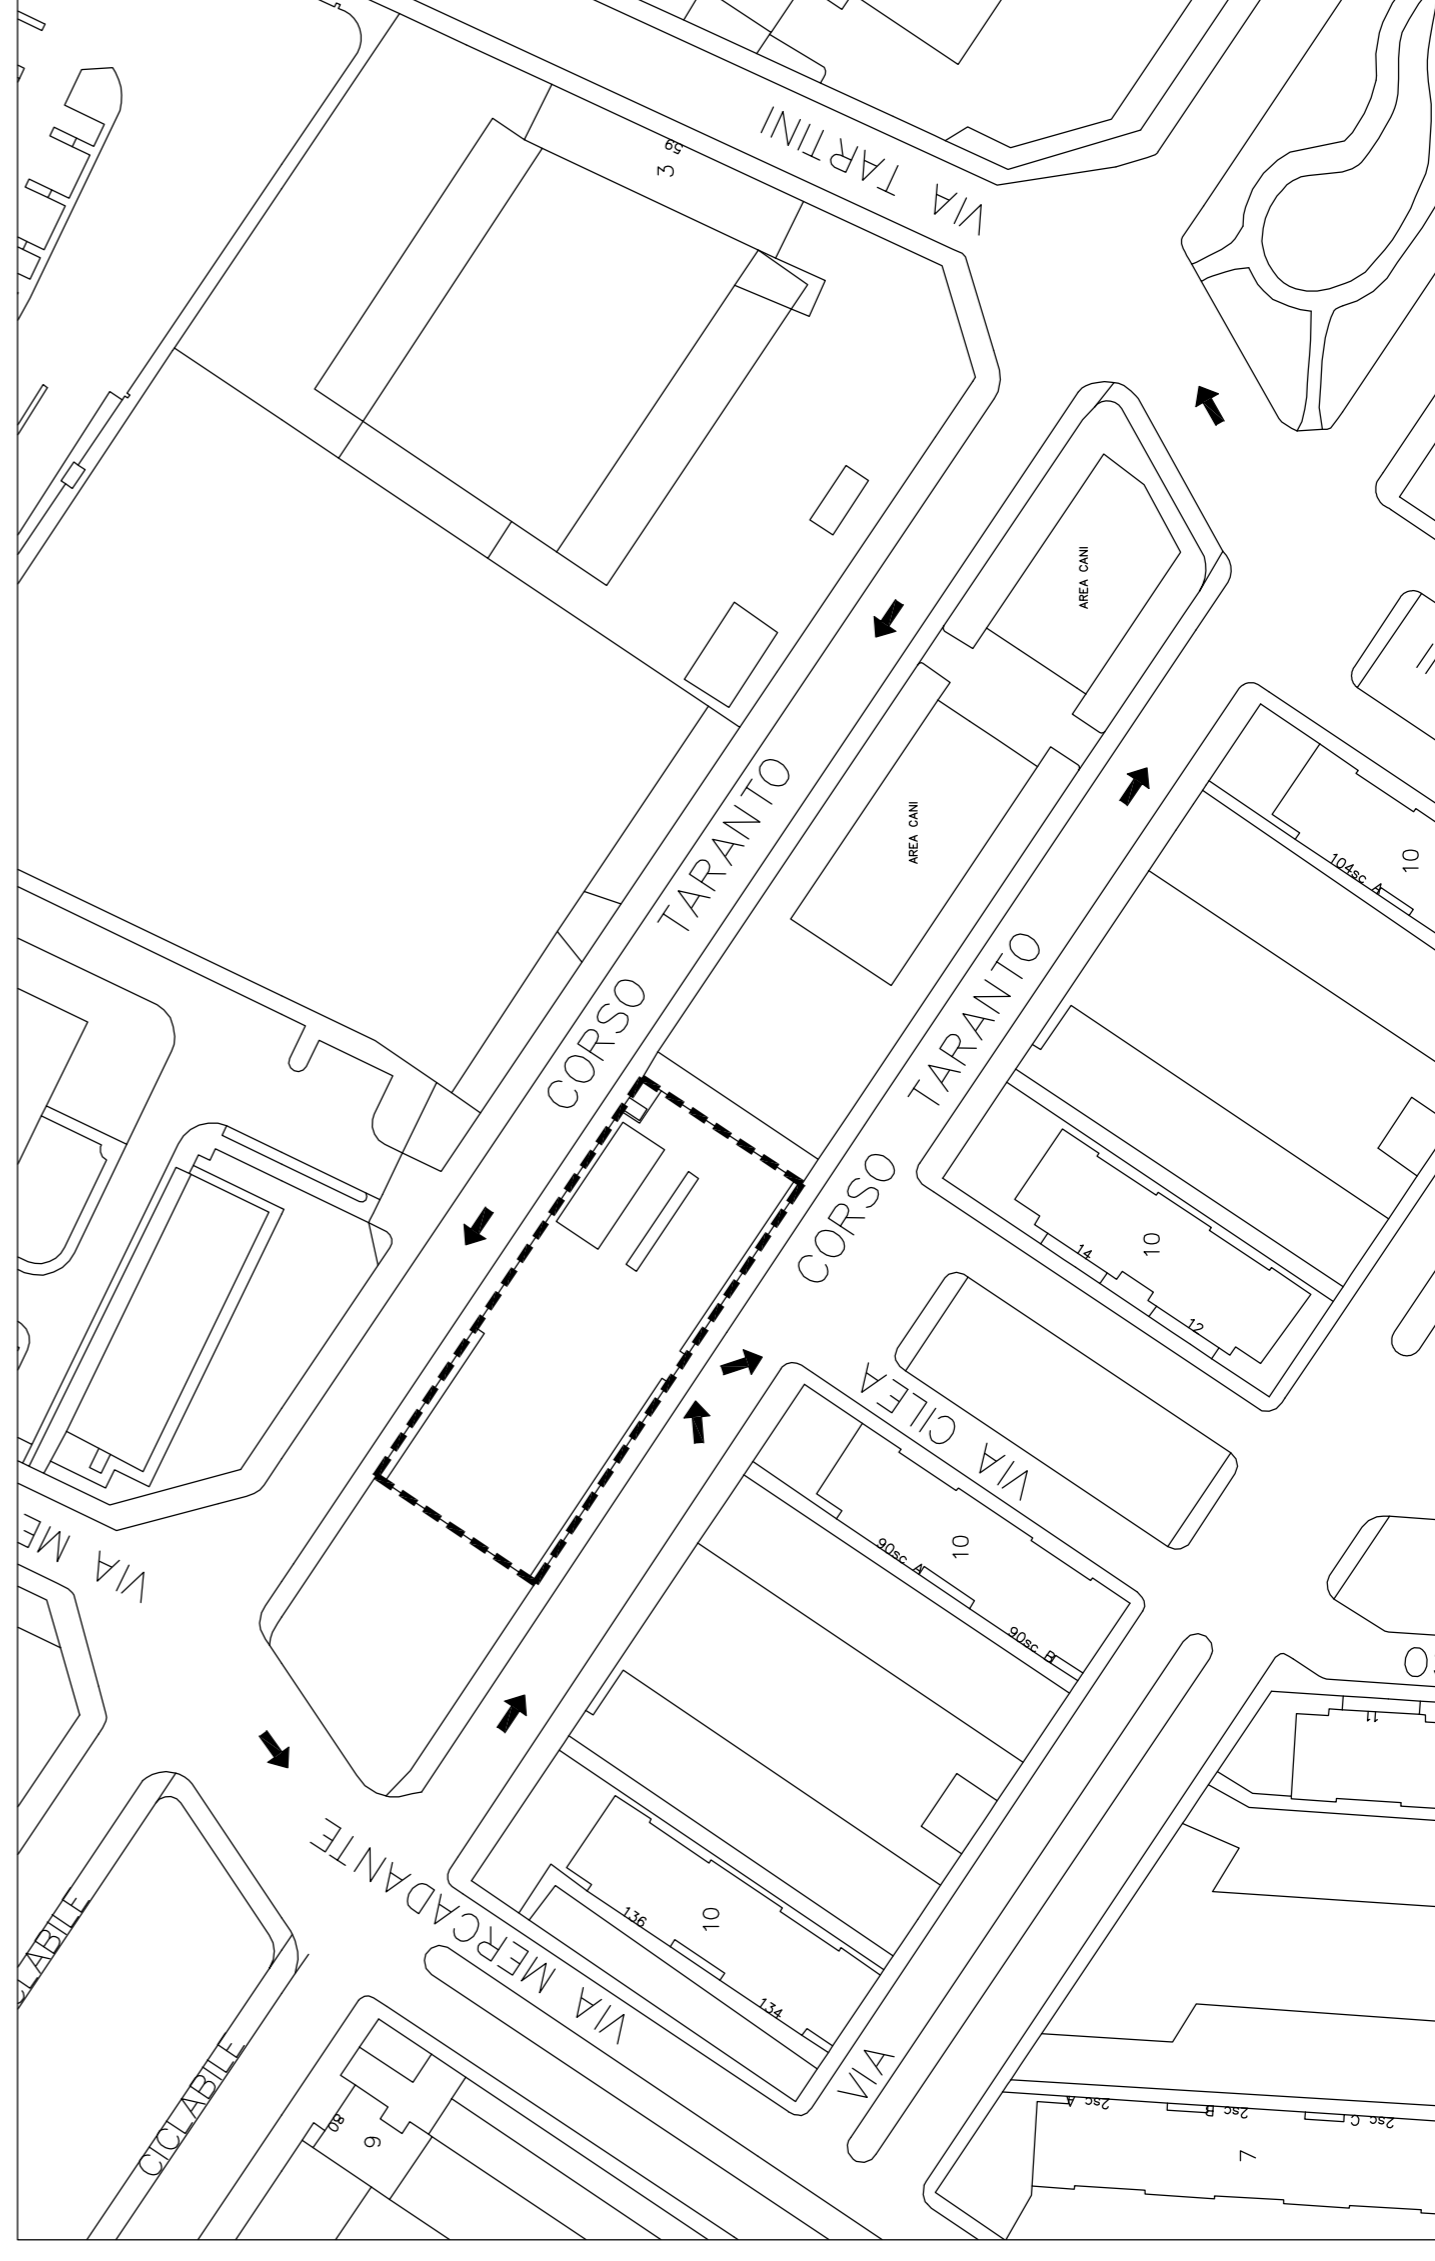 VIA TARTINI
59
3
AREA CANI
AREA CANI
CORSO TARANTO
CORSO TARANTO
104sc A
10
14
10
12
VIA CILEA
90sc A
10
90sc B
VIA ME
11
VIA MERCADANTE
136
10
134
VIA
CICLABILE
80
9
2sc A
2sc B
2sc C
7